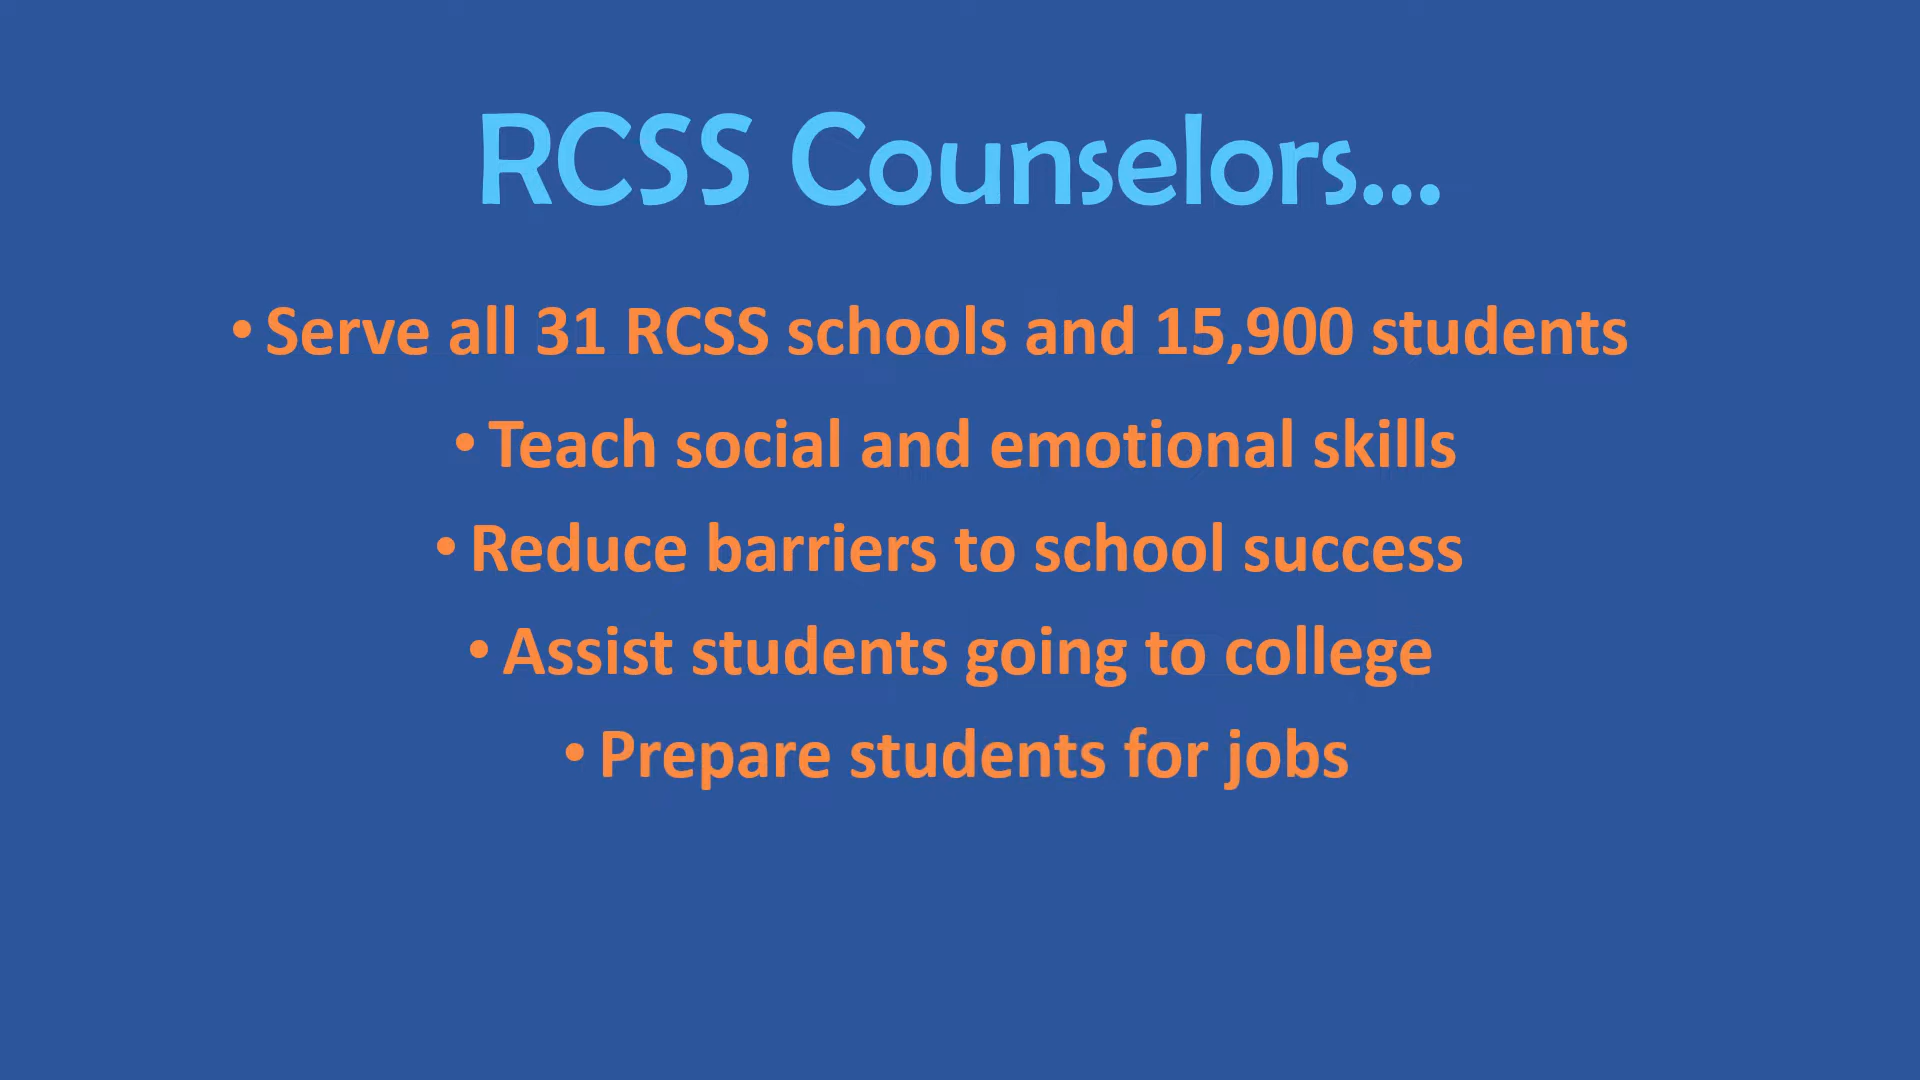 RCSS Counselors...
• Serve all 31 RCSS schools and 15,900 students
• Teach social and emotional skills
• Reduce barriers to school success
• Assist students going to college
• Prepare students for jobs